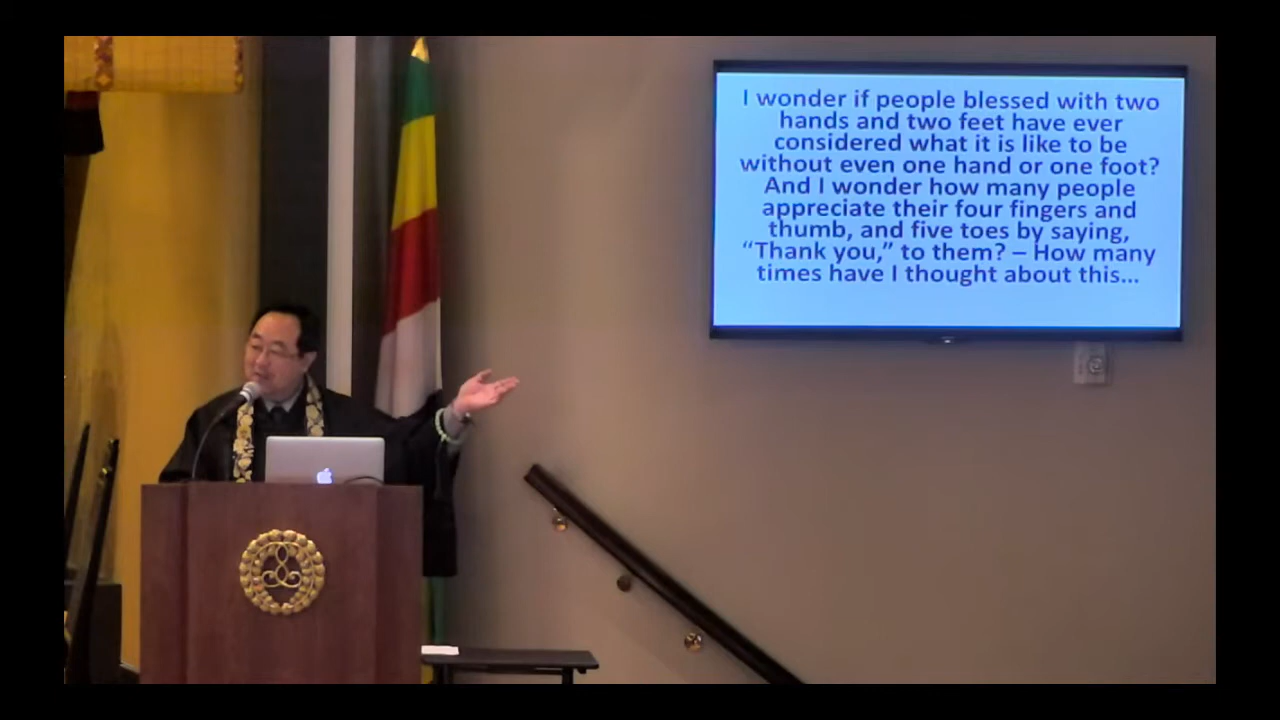 I wonder if people blessed with two
hands and two feet have ever
considered what it is like to be
without even one hand or one foot?
And I wonder how many people
appreciate their four fingers and
thumb, and five toes by saying,
“Thank you,” to them? – How many
times have I thought about this...